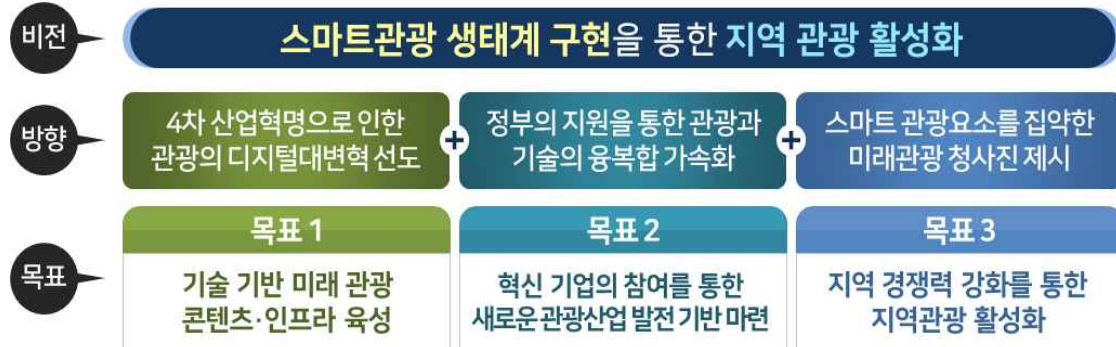 비전
스마트관광 생태계 구현을 통한 지역 관광 활성화
방향
4차 산업혁명으로 인한
관광의 디지털대변혁 선도
+
정부의 지원을 통한 관광과
기술의 융복합 가속화
+
스마트 관광요소를 집약한
미래관광 청사진 제시
목표
목표 1
기술 기반 미래 관광
콘텐츠·인프라 육성
목표 2
혁신 기업의 참여를 통한
새로운 관광산업 발전 기반 마련
목표 3
지역 경쟁력 강화를 통한
지역관광 활성화